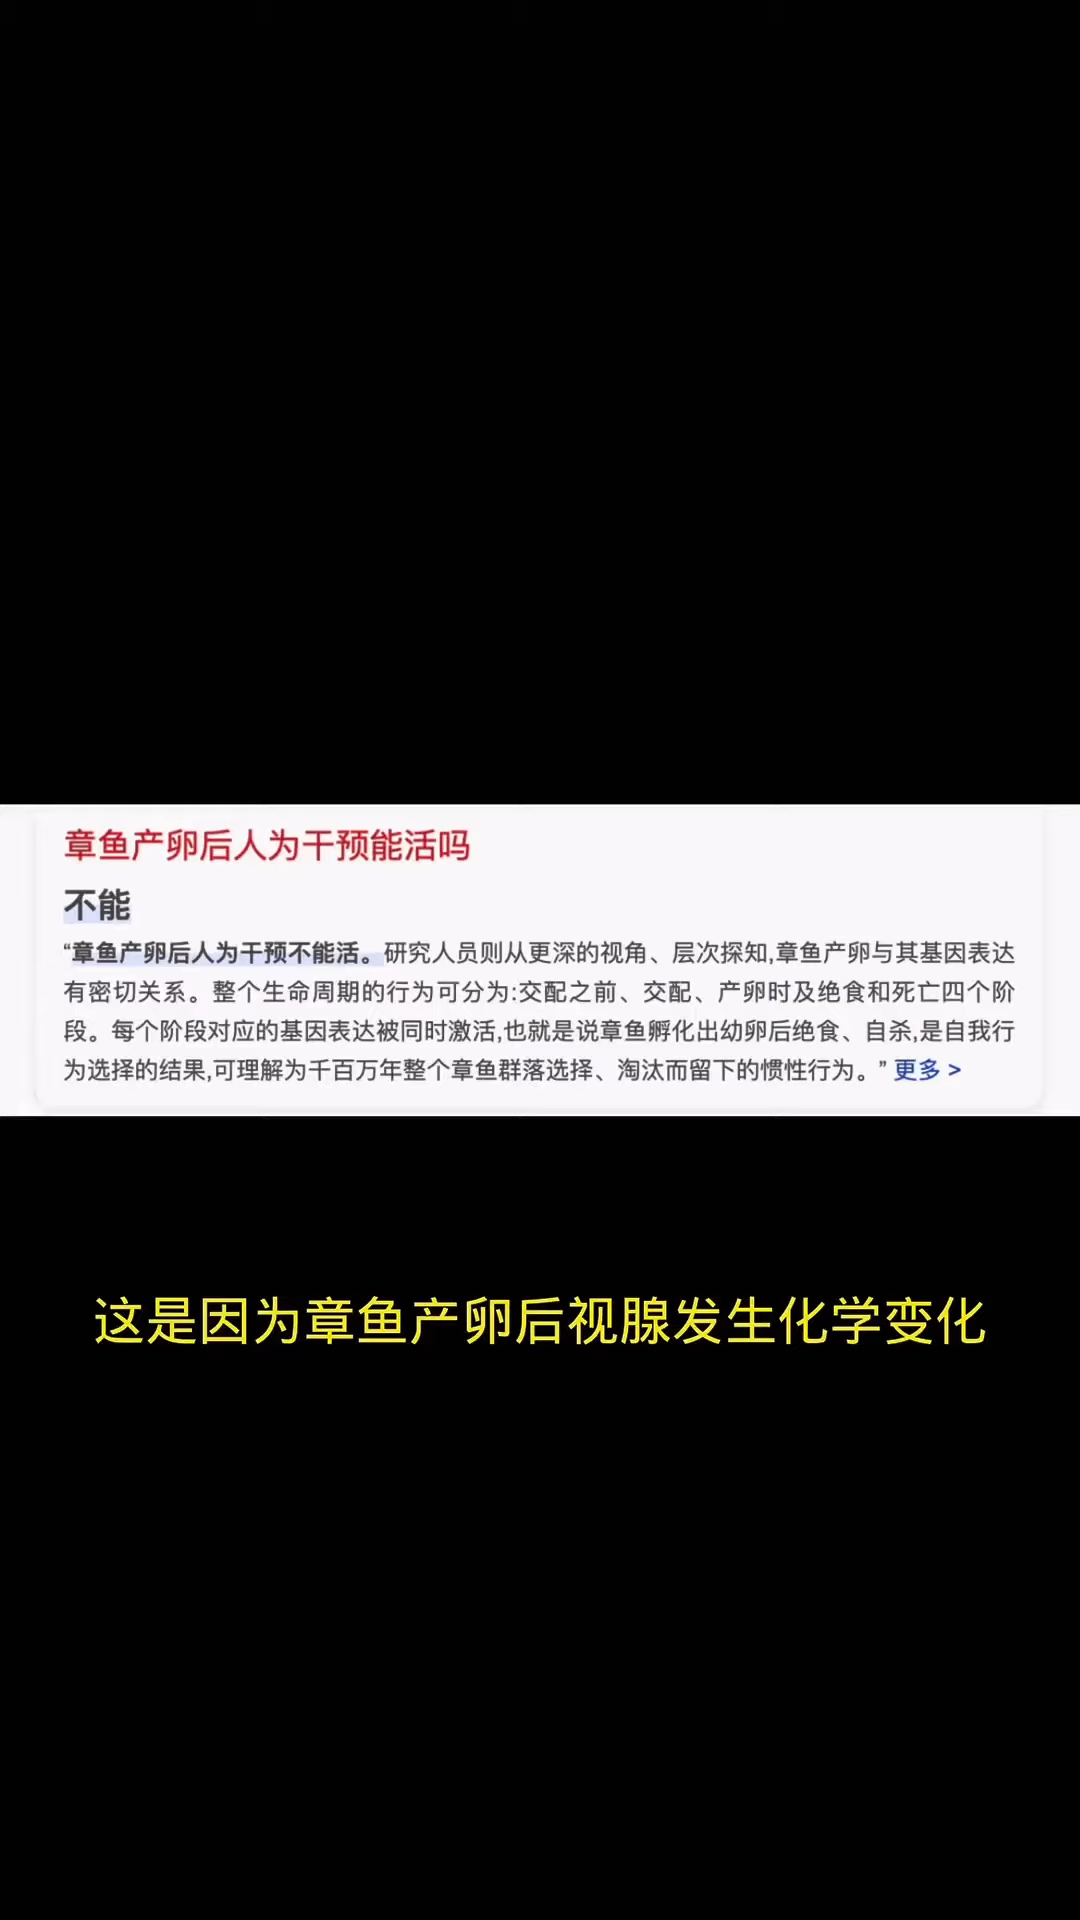 章鱼产卵后人为干预能活吗
不能
“章鱼产卵后人为干预不能活。研究人员则从更深的视角、层次探知,章鱼产卵与其基因表达
有密切关系。整个生命周期的行为可分为:交配之前、交配、产卵时及绝食和死亡四个阶
段。每个阶段对应的基因表达被同时激活,也就是说章鱼孵化出幼卵后绝食、自杀,是自我行
为选择的结果,可理解为千百万年整个章鱼群落选择、淘汰而留下的惯性行为。” 更多 >
这是因为章鱼产卵后视腺发生化学变化